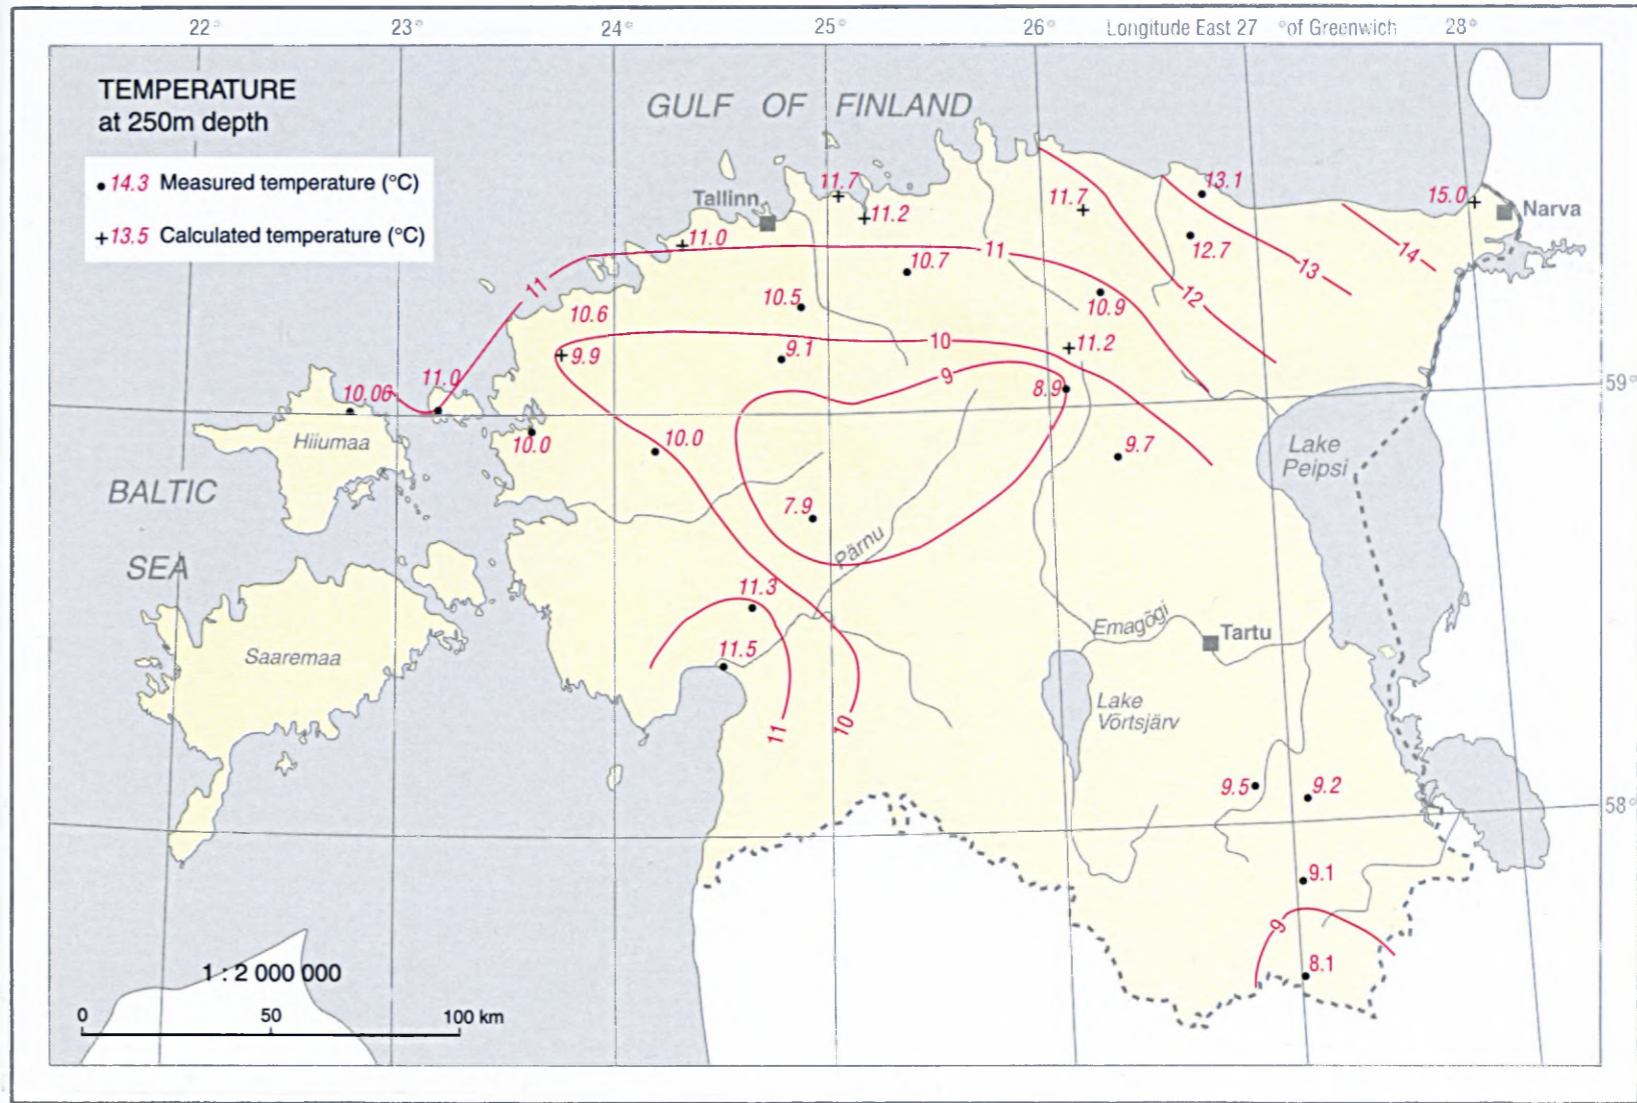 22° 23° 24° 25° 26° Longitude East 27 ° of Greenwich 28°
TEMPERATURE
at 250m depth
14.3 Measured temperature (°C)
+13.5 Calculated temperature (°C)
GULF OF FINLAND
Tallinn
11.7
+11.2
+11.0
11.7
13.1
12.7
15.0
Narva
11
11
10.7
10.5
10.9
12
13
14
10.6
9.9
9.1
10
+11.2
9
8.9
59°
10.06
11.0
Hiiumaa
10.0
10.0
9.7
Lake
Peipsi
BALTIC
SEA
7.9
Pärnu
11.3
11.5
Emagõgi
Tartu
Saaremaa
Lake
Võrtsjärv
11
10
9.5
9.2
58°
9.1
9
8.1
1 : 2 000 000
0 50 100 km